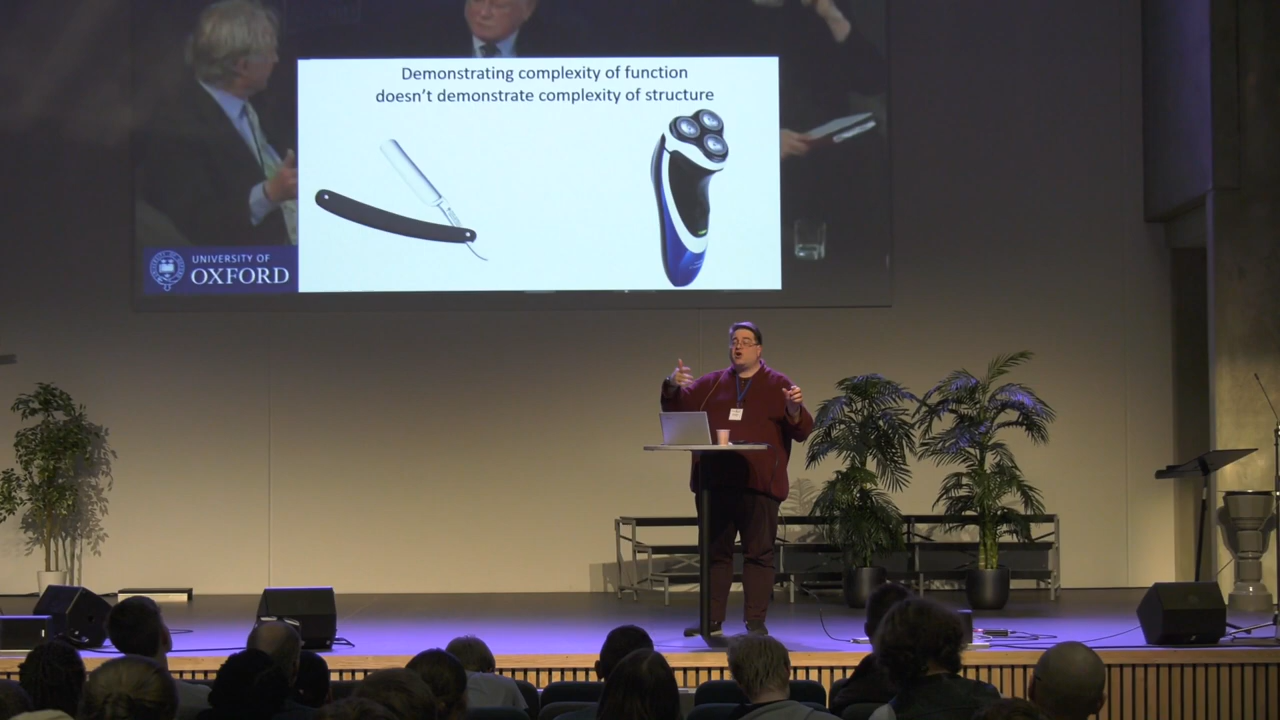 Demonstrating complexity of function
doesn't demonstrate complexity of structure
UNIVERSITY OF
OXFORD